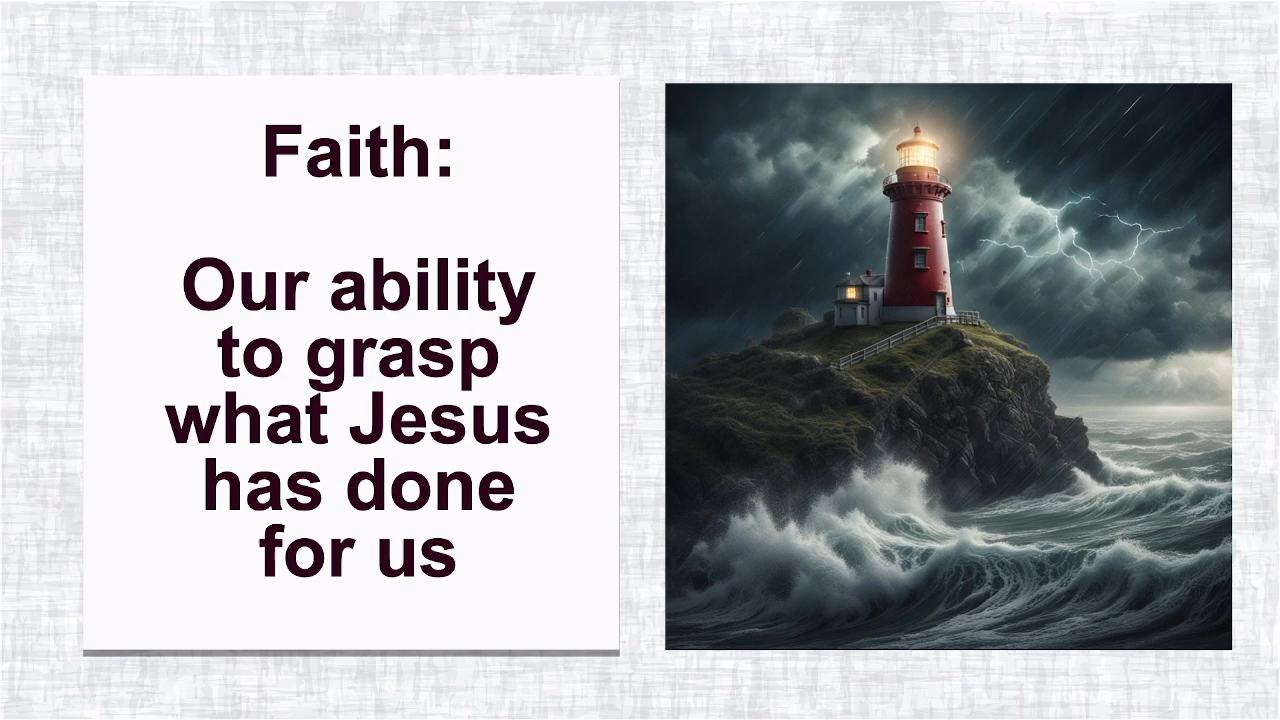 Faith:
Our ability
to grasp
what Jesus
has done
for us